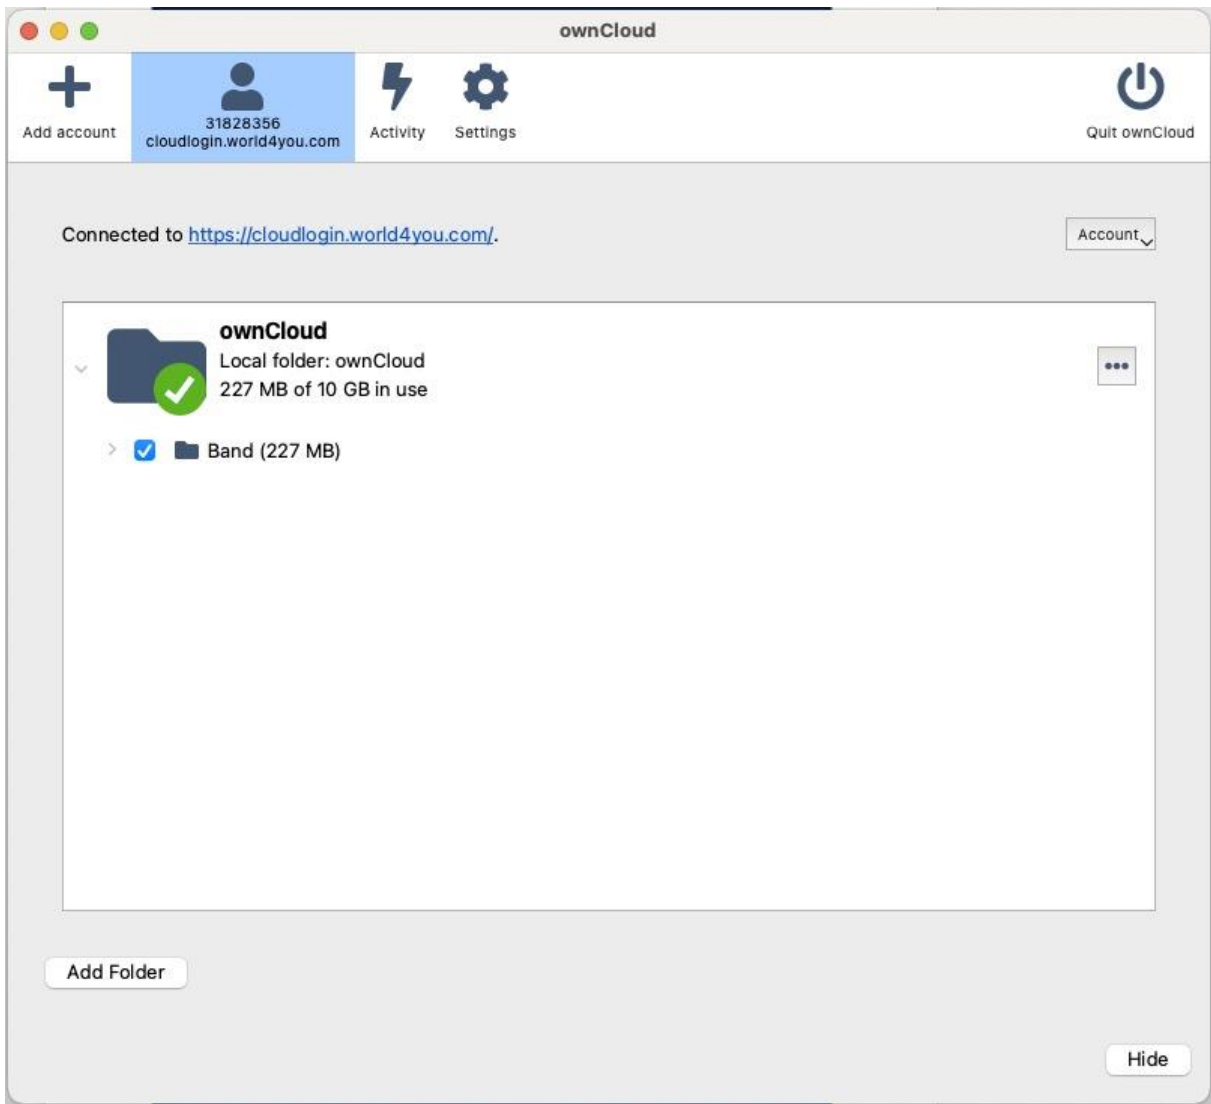 ownCloud
Add account
31828356
cloudlogin.world4you.com
Activity
Settings
Quit ownCloud
Connected to https://cloudlogin.world4you.com/.
Account
ownCloud
Local folder: ownCloud
227 MB of 10 GB in use
Band (227 MB)
Add Folder
Hide